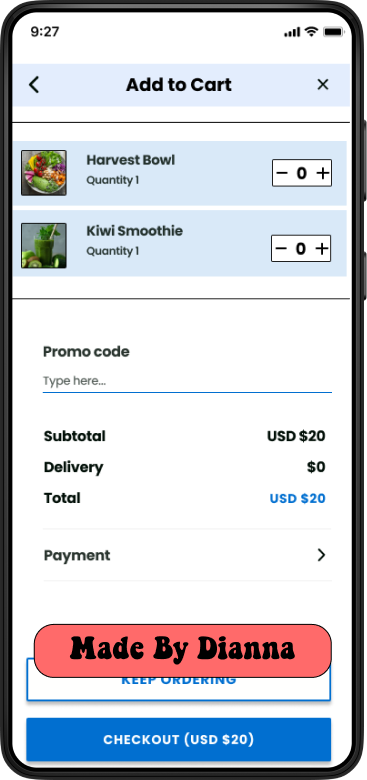 9:27
Add to Cart
Harvest Bowl
Quantity 1
− 0 +
Kiwi Smoothie
Quantity 1
− 0 +
Promo code
Type here...
Subtotal USD $20
Delivery $0
Total USD $20
Payment
Made By Dianna
KEEP ORDERING
CHECKOUT (USD $20)